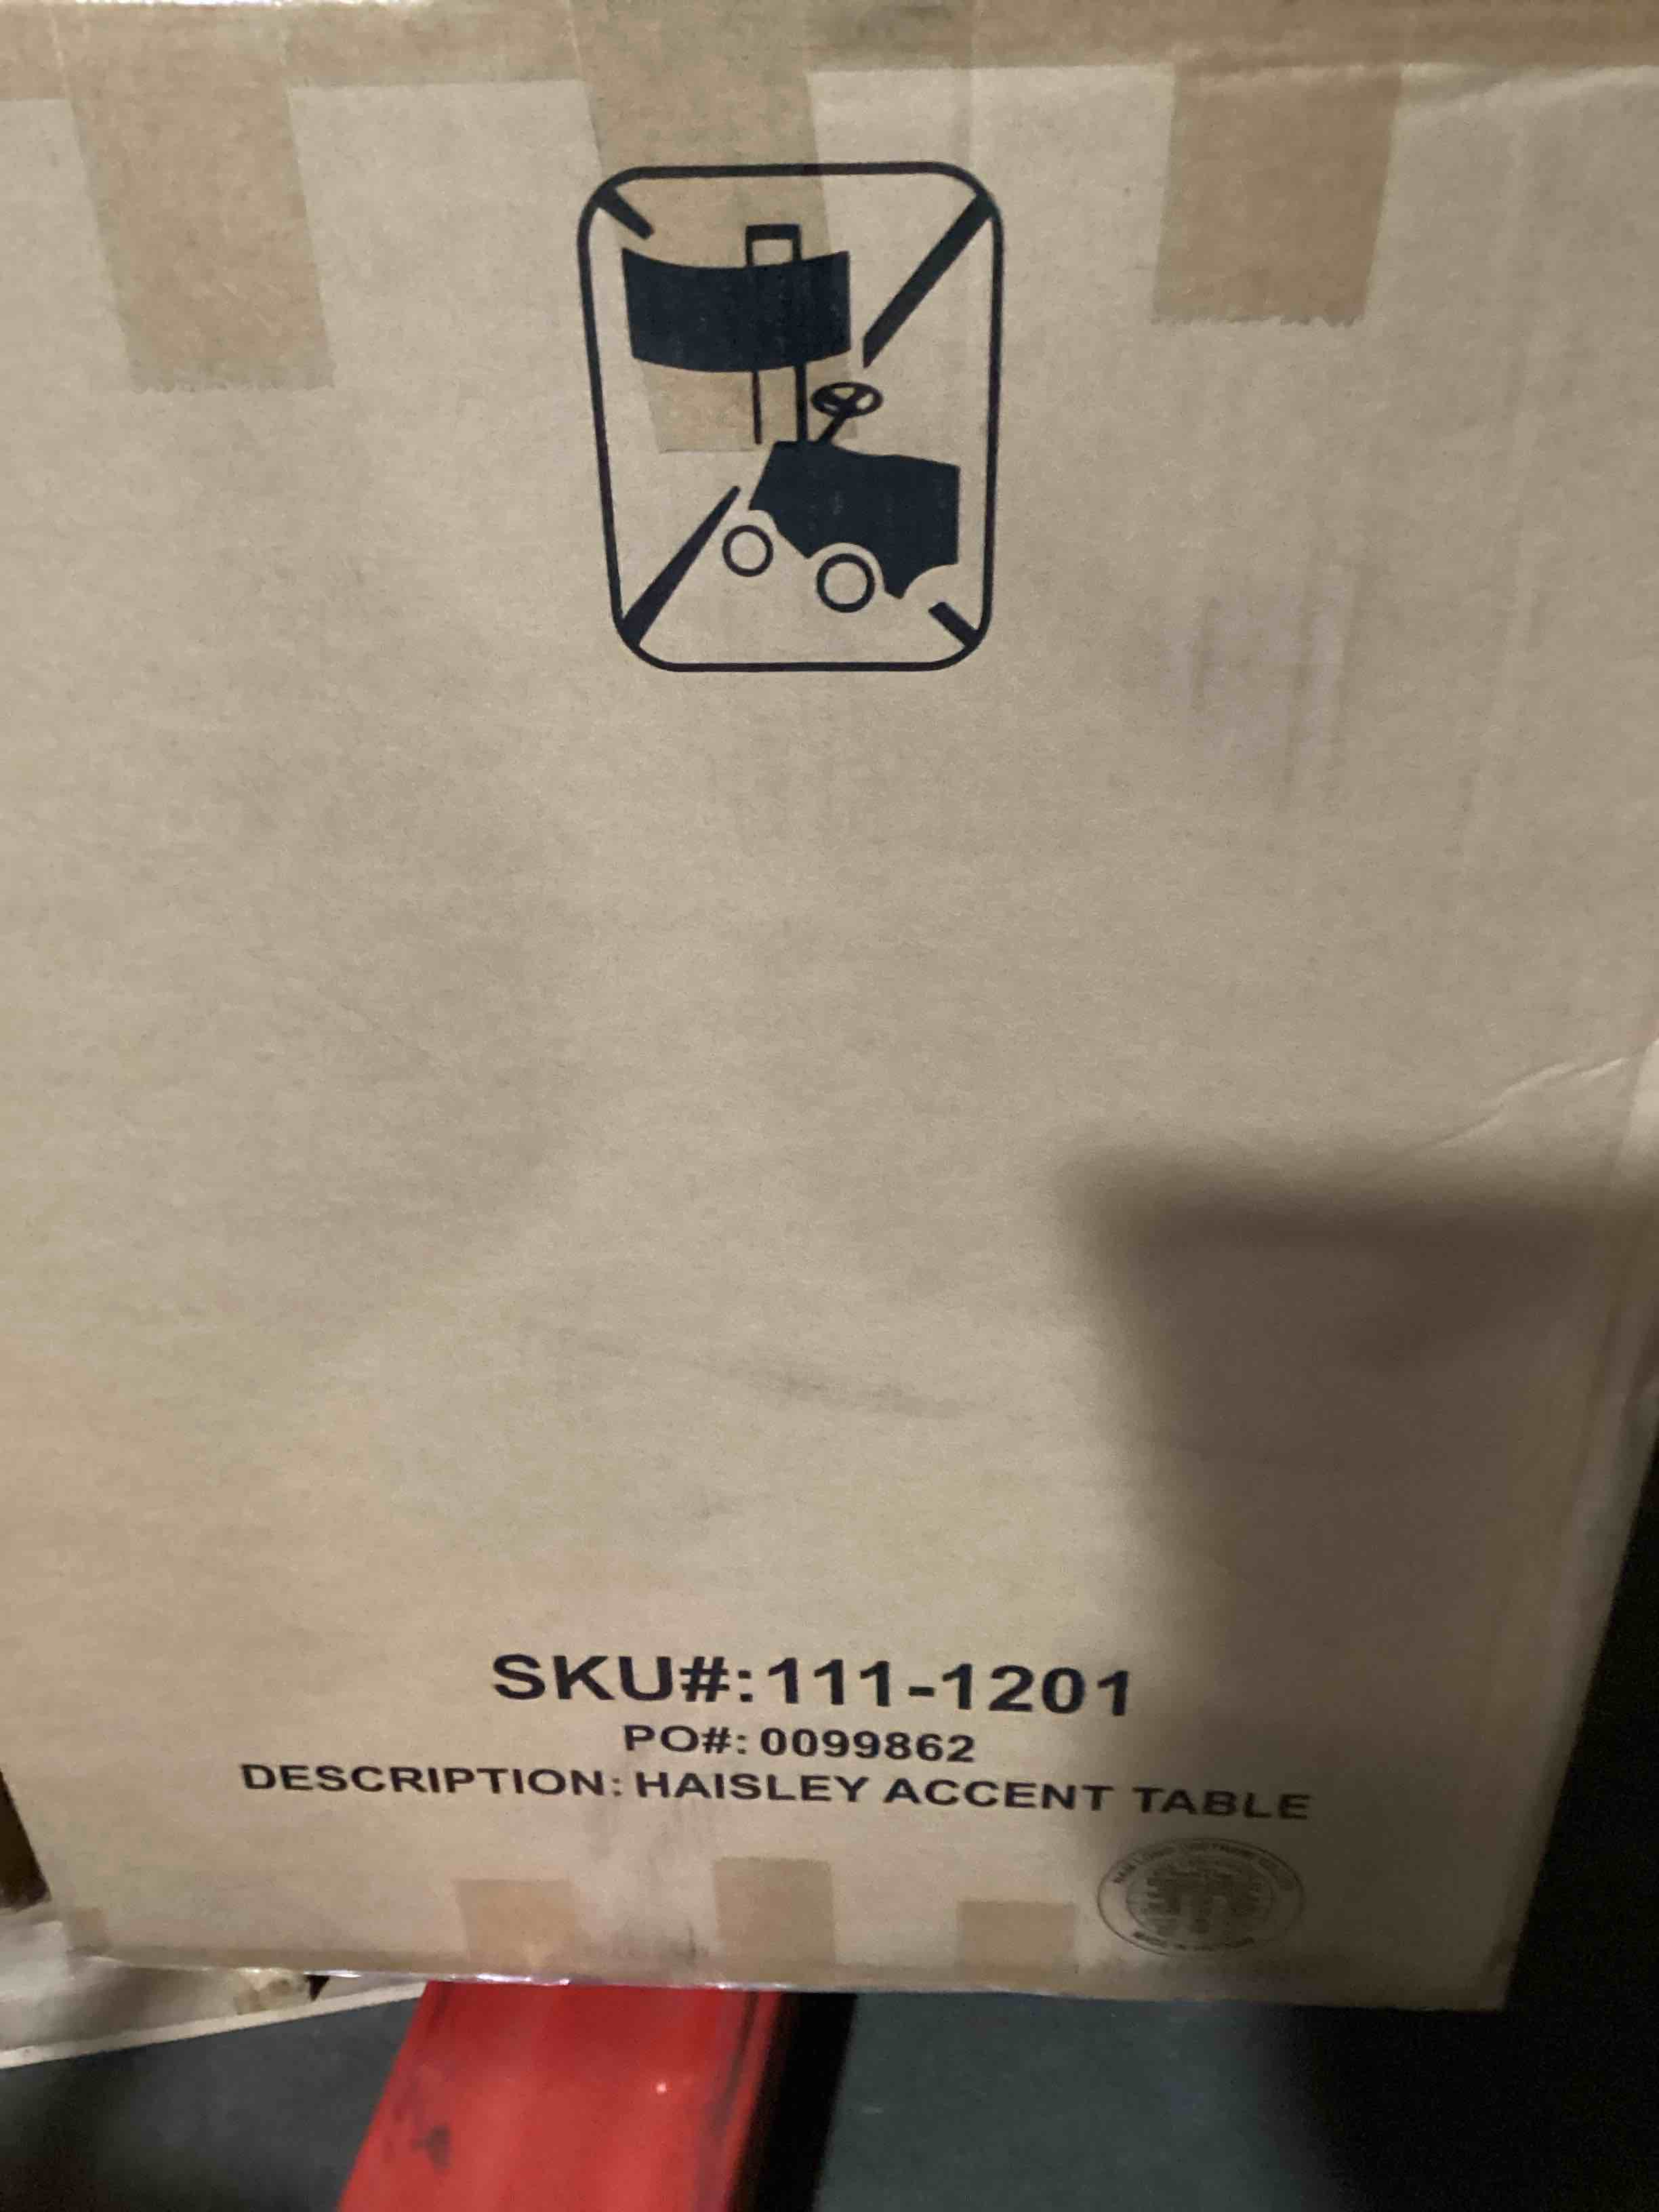 SKU#:111-1201
PO#: 0099862
DESCRIPTION: HAISLEY ACCENT TABLE